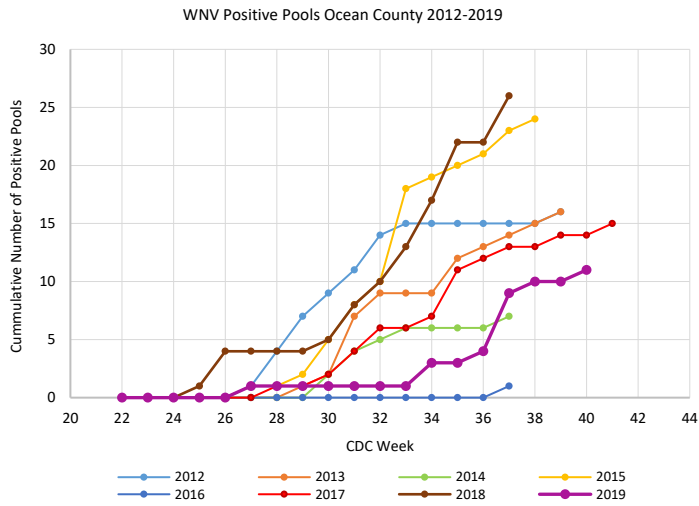 WNV Positive Pools Ocean County 2012-2019
30
25
20
15
10
5
0
Cummulative Number of Positive Pools
20 22 24 26 28 30 32 34 36 38 40 42 44
CDC Week
2012 2013 2014 2015
2016 2017 2018 2019